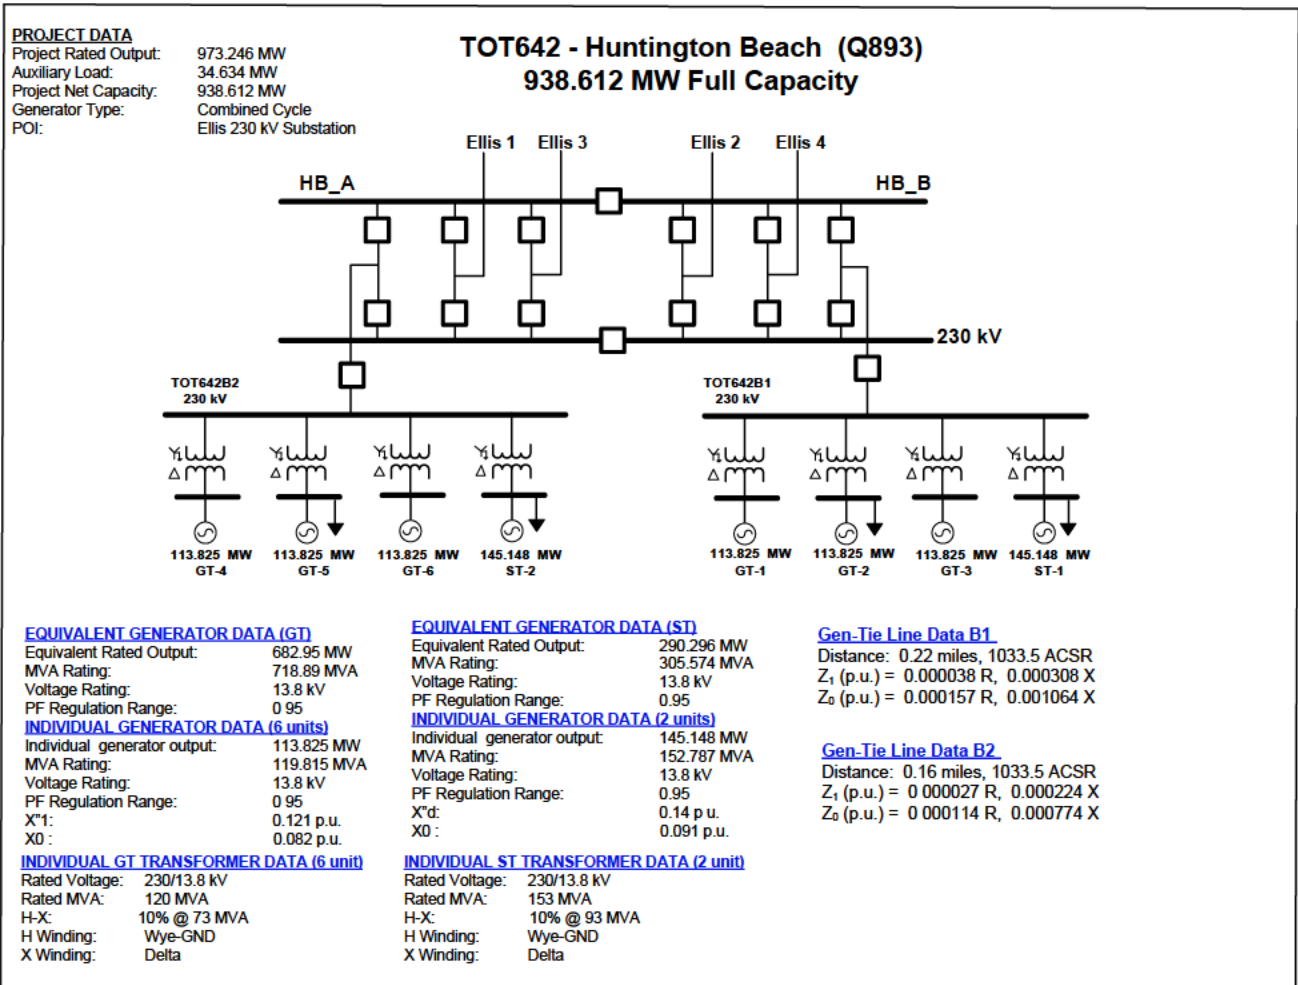 PROJECT DATA
Project Rated Output: 973.246 MW
Auxiliary Load: 34.634 MW
Project Net Capacity: 938.612 MW
Generator Type: Combined Cycle
POI: Ellis 230 kV Substation
TOT642 - Huntington Beach (Q893)
938.612 MW Full Capacity
Ellis 1 Ellis 3 Ellis 2 Ellis 4
HB_A HB_B
230 kV
TOT642B2
230 kV
TOT642B1
230 kV
113.825 MW 113.825 MW 113.825 MW 145.148 MW
GT-4 GT-5 GT-6 ST-2
113.825 MW 113.825 MW 113.825 MW 145.148 MW
GT-1 GT-2 GT-3 ST-1
EQUIVALENT GENERATOR DATA (GT)
Equivalent Rated Output: 682.95 MW
MVA Rating: 718.89 MVA
Voltage Rating: 13.8 kV
PF Regulation Range: 0 95
INDIVIDUAL GENERATOR DATA (6 units)
Individual generator output: 113.825 MW
MVA Rating: 119.815 MVA
Voltage Rating: 13.8 kV
PF Regulation Range: 0 95
X"1: 0.121 p.u.
X0 : 0.082 p.u.
INDIVIDUAL GT TRANSFORMER DATA (6 unit)
Rated Voltage: 230/13.8 kV
Rated MVA: 120 MVA
H-X: 10% @ 73 MVA
H Winding: Wye-GND
X Winding: Delta
EQUIVALENT GENERATOR DATA (ST)
Equivalent Rated Output: 290.296 MW
MVA Rating: 305.574 MVA
Voltage Rating: 13.8 kV
PF Regulation Range: 0.95
INDIVIDUAL GENERATOR DATA (2 units)
Individual generator output: 145.148 MW
MVA Rating: 152.787 MVA
Voltage Rating: 13.8 kV
PF Regulation Range: 0.95
X"d: 0.14 p u.
X0 : 0.091 p.u.
INDIVIDUAL ST TRANSFORMER DATA (2 unit)
Rated Voltage: 230/13.8 kV
Rated MVA: 153 MVA
H-X: 10% @ 93 MVA
H Winding: Wye-GND
X Winding: Delta
Gen-Tie Line Data B1
Distance: 0.22 miles, 1033.5 ACSR
Z₁ (p.u.) = 0.000038 R, 0.000308 X
Z₀ (p.u.) = 0.000157 R, 0.001064 X
Gen-Tie Line Data B2
Distance: 0.16 miles, 1033.5 ACSR
Z₁ (p.u.) = 0 000027 R, 0.000224 X
Z₀ (p.u.) = 0 000114 R, 0.000774 X